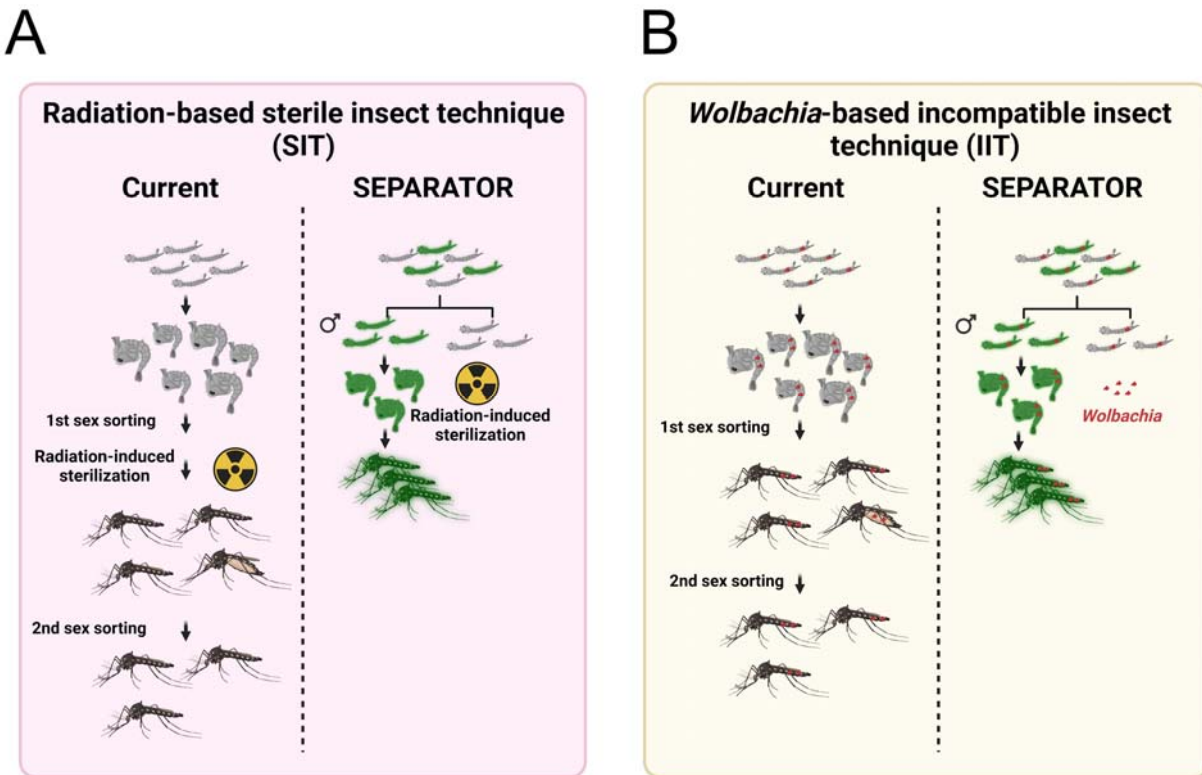 A
Radiation-based sterile insect technique
(SIT)
Current
SEPARATOR
♂
1st sex sorting
Radiation-induced
sterilization
Radiation-induced
sterilization
2nd sex sorting
B
Wolbachia-based incompatible insect
technique (IIT)
Current
SEPARATOR
♂
1st sex sorting
Wolbachia
2nd sex sorting